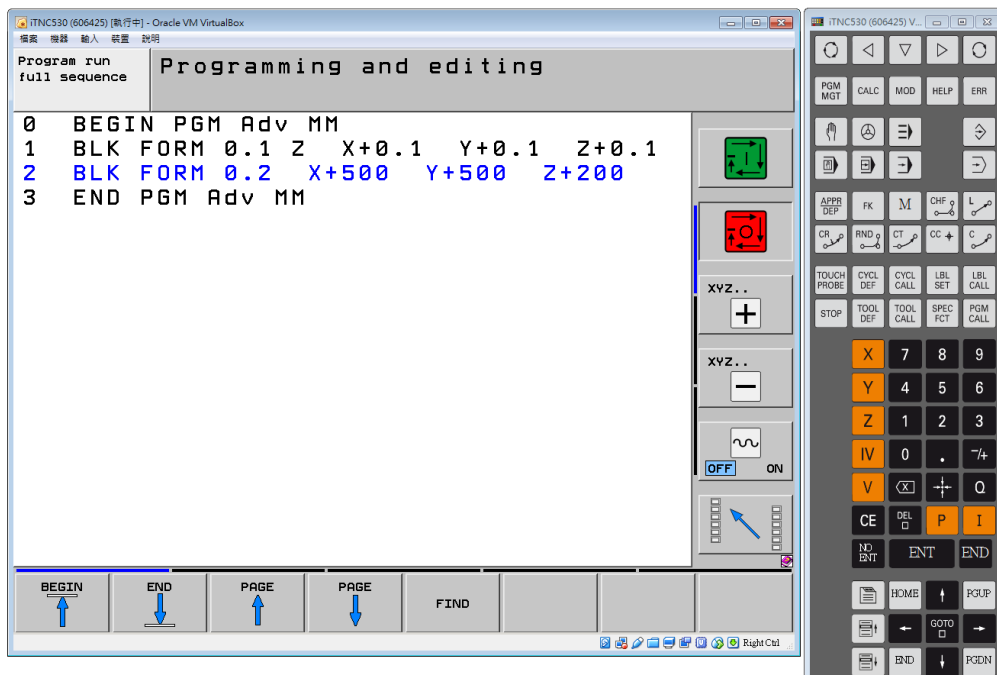 iTNC530 (606425) [執行中] - Oracle VM VirtualBox
檔案 機器 輸入 裝置 說明
Program run
full sequence
Programming and editing
0 BEGIN PGM Adv MM
1 BLK FORM 0.1 Z X+0.1 Y+0.1 Z+0.1
2 BLK FORM 0.2 X+500 Y+500 Z+200
3 END PGM Adv MM
XYZ..
+
XYZ..
−
OFF ON
BEGIN
END
PAGE
PAGE
FIND
Right Ctrl
iTNC530 (606425) V...
PGM MGT
CALC
MOD
HELP
ERR
APPR DEP
FK
M
CHF
L
CR
RND
CT
CC
C
TOUCH PROBE
CYCL DEF
CYCL CALL
LBL SET
LBL CALL
STOP
TOOL DEF
TOOL CALL
SPEC FCT
PGM CALL
X 7 8 9
Y 4 5 6
Z 1 2 3
IV 0 . −/+
V X Q
CE
DEL
P I
NO ENT
ENT
END
HOME
PGUP
GOTO
END
PGDN